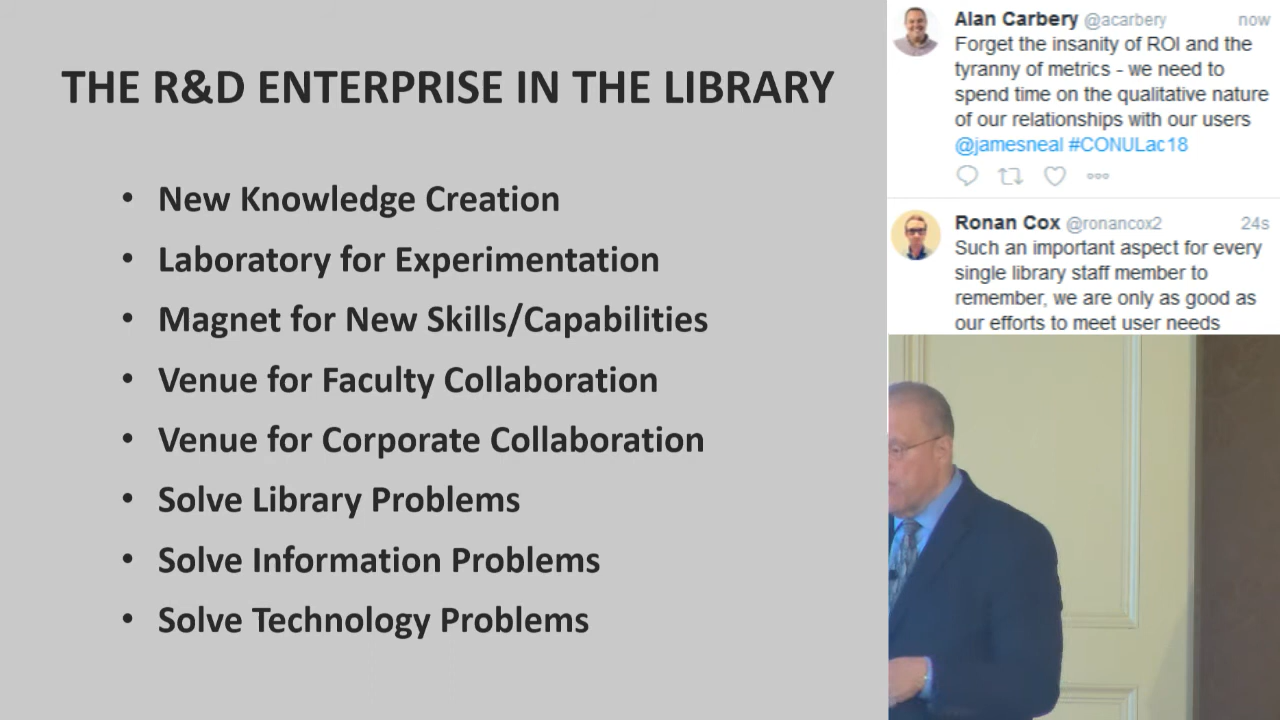 THE R&D ENTERPRISE IN THE LIBRARY
• New Knowledge Creation
• Laboratory for Experimentation
• Magnet for New Skills/Capabilities
• Venue for Faculty Collaboration
• Venue for Corporate Collaboration
• Solve Library Problems
• Solve Information Problems
• Solve Technology Problems
Alan Carbery @acarbery now
Forget the insanity of ROI and the
tyranny of metrics - we need to
spend time on the qualitative nature
of our relationships with our users
@jamesneal #CONULac18
Ronan Cox @ronancox2 24s
Such an important aspect for every
single library staff member to
remember, we are only as good as
our efforts to meet user needs